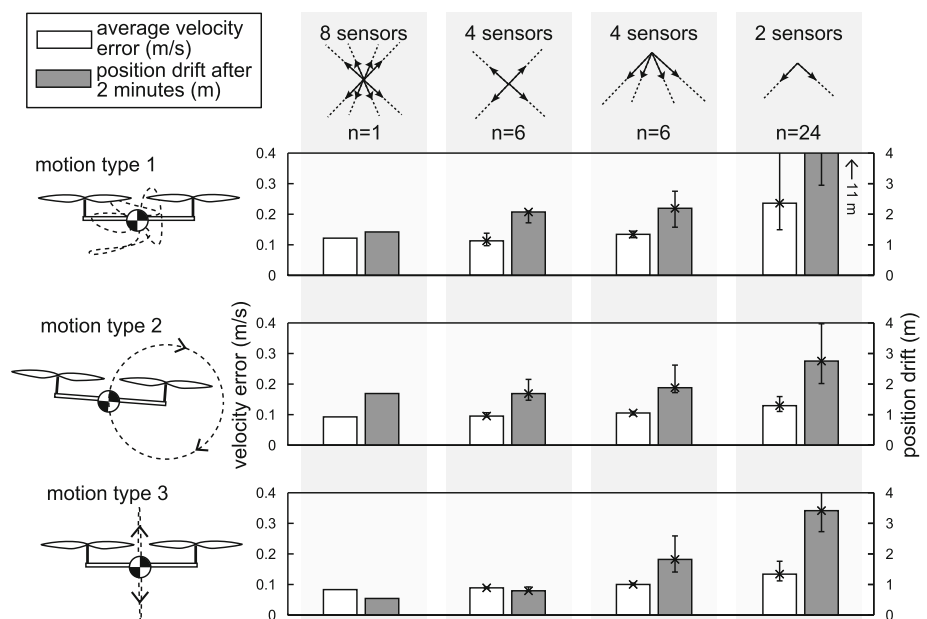 average velocity
error (m/s)
position drift after
2 minutes (m)
8 sensors
4 sensors
4 sensors
2 sensors
n=1
n=6
n=6
n=24
motion type 1
0.4
0.3
0.2
0.1
0
4
3
2
1
0
→11 m
motion type 2
0.4
0.3
0.2
0.1
0
4
3
2
1
0
velocity error (m/s)
position drift (m)
motion type 3
0.4
0.3
0.2
0.1
0
4
3
2
1
0